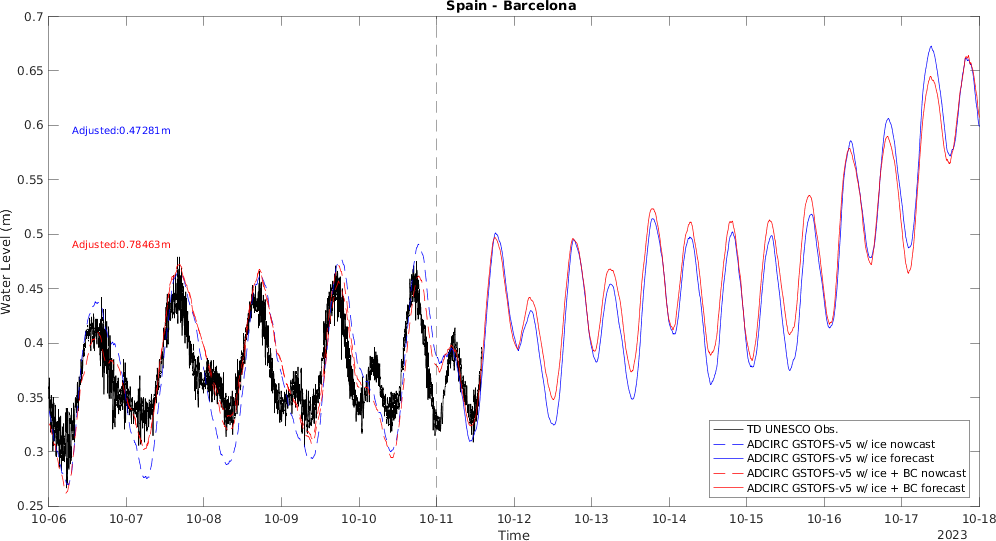 Spain - Barcelona
0.7
0.65
0.6
0.55
0.5
0.45
0.4
0.35
0.3
0.25
Water Level (m)
Adjusted:0.47281m
Adjusted:0.78463m
TD UNESCO Obs.
ADCIRC GSTOFS-v5 w/ ice nowcast
ADCIRC GSTOFS-v5 w/ ice forecast
ADCIRC GSTOFS-v5 w/ ice + BC nowcast
ADCIRC GSTOFS-v5 w/ ice + BC forecast
10-06 10-07 10-08 10-09 10-10 10-11 10-12 10-13 10-14 10-15 10-16 10-17 10-18
Time
2023